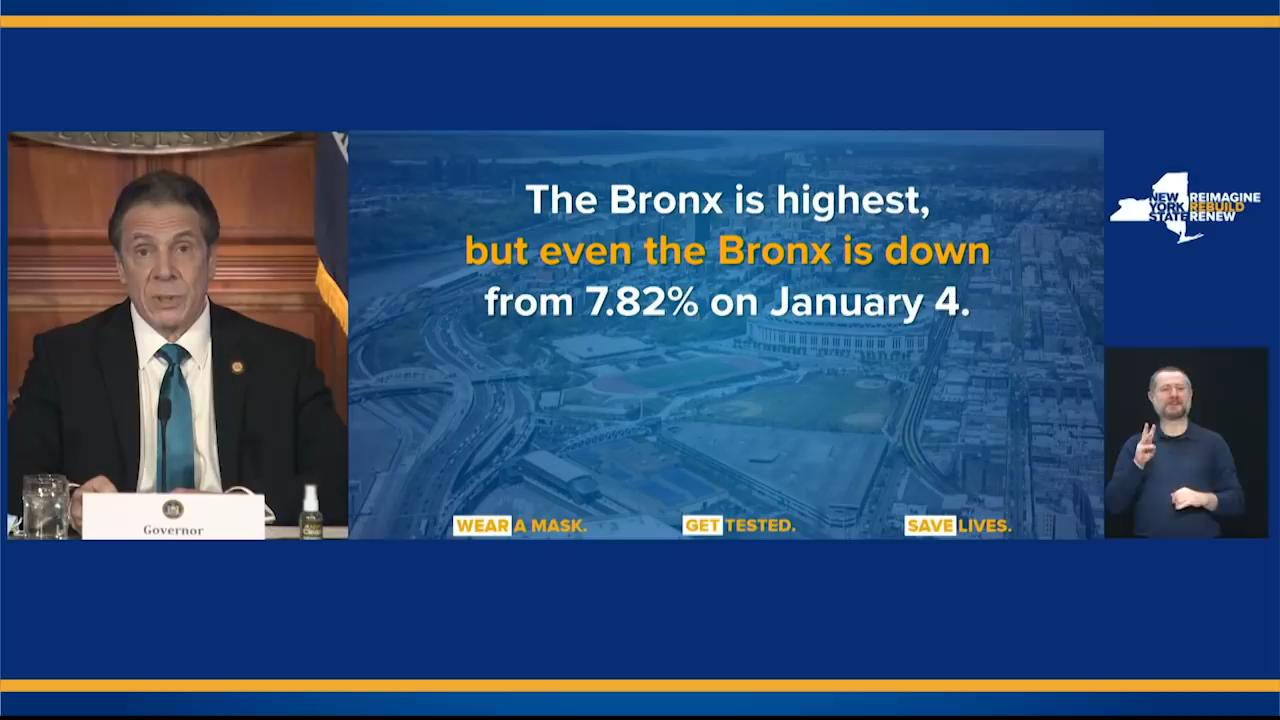 EXCELSIOR
The Bronx is highest,
but even the Bronx is down
from 7.82% on January 4.
NEW YORK STATE
REIMAGINE
REBUILD
RENEW
Governor
WEAR A MASK.
GET TESTED.
SAVE LIVES.